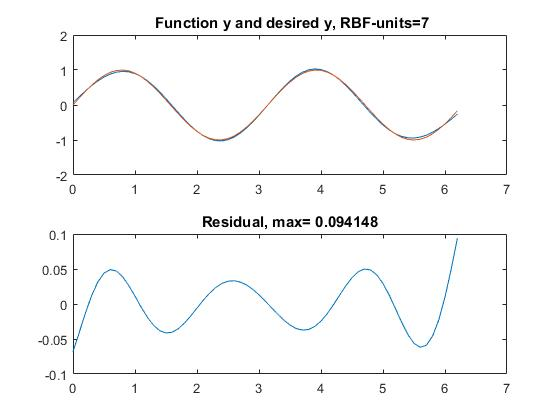 Function y and desired y, RBF-units=7
2
1
0
-1
-2
0 1 2 3 4 5 6 7
Residual, max= 0.094148
0.1
0.05
0
-0.05
-0.1
0 1 2 3 4 5 6 7